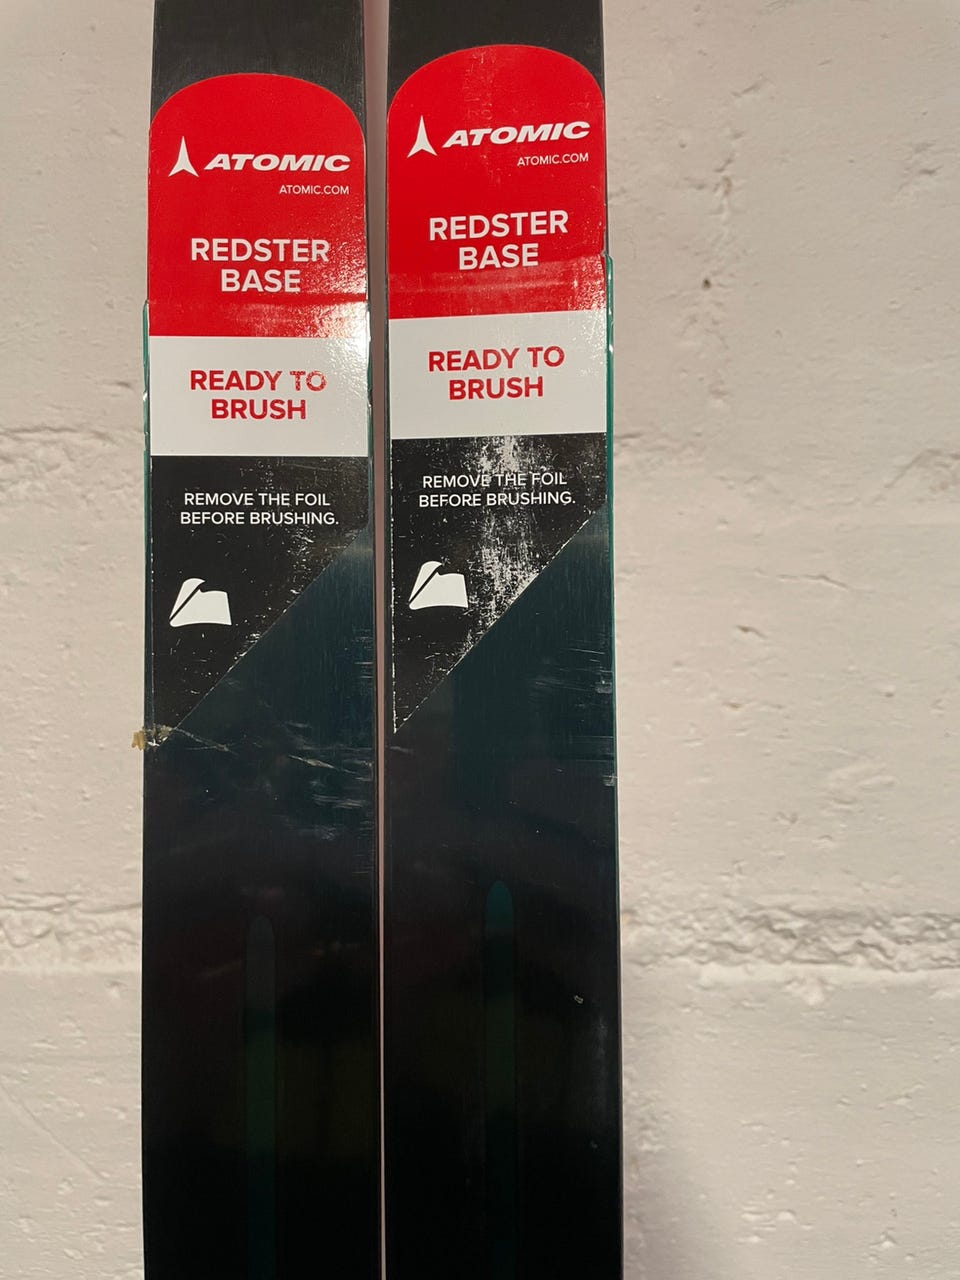 ATOMIC
ATOMIC.COM
REDSTER
BASE
READY TO
BRUSH
REMOVE THE FOIL
BEFORE BRUSHING.
ATOMIC
ATOMIC.COM
REDSTER
BASE
READY TO
BRUSH
REMOVE THE FOIL
BEFORE BRUSHING.